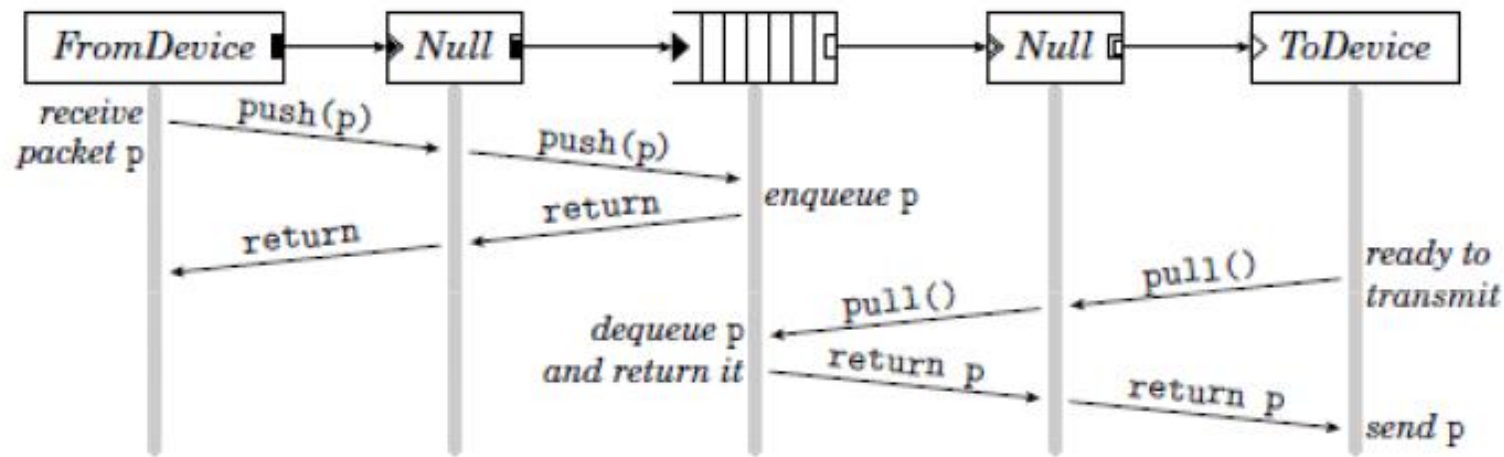 FromDevice Null Null ToDevice
receive
packet p
push(p)
push(p)
enqueue p
return
return
ready to
transmit
pull()
pull()
dequeue p
and return it
return p
return p
send p